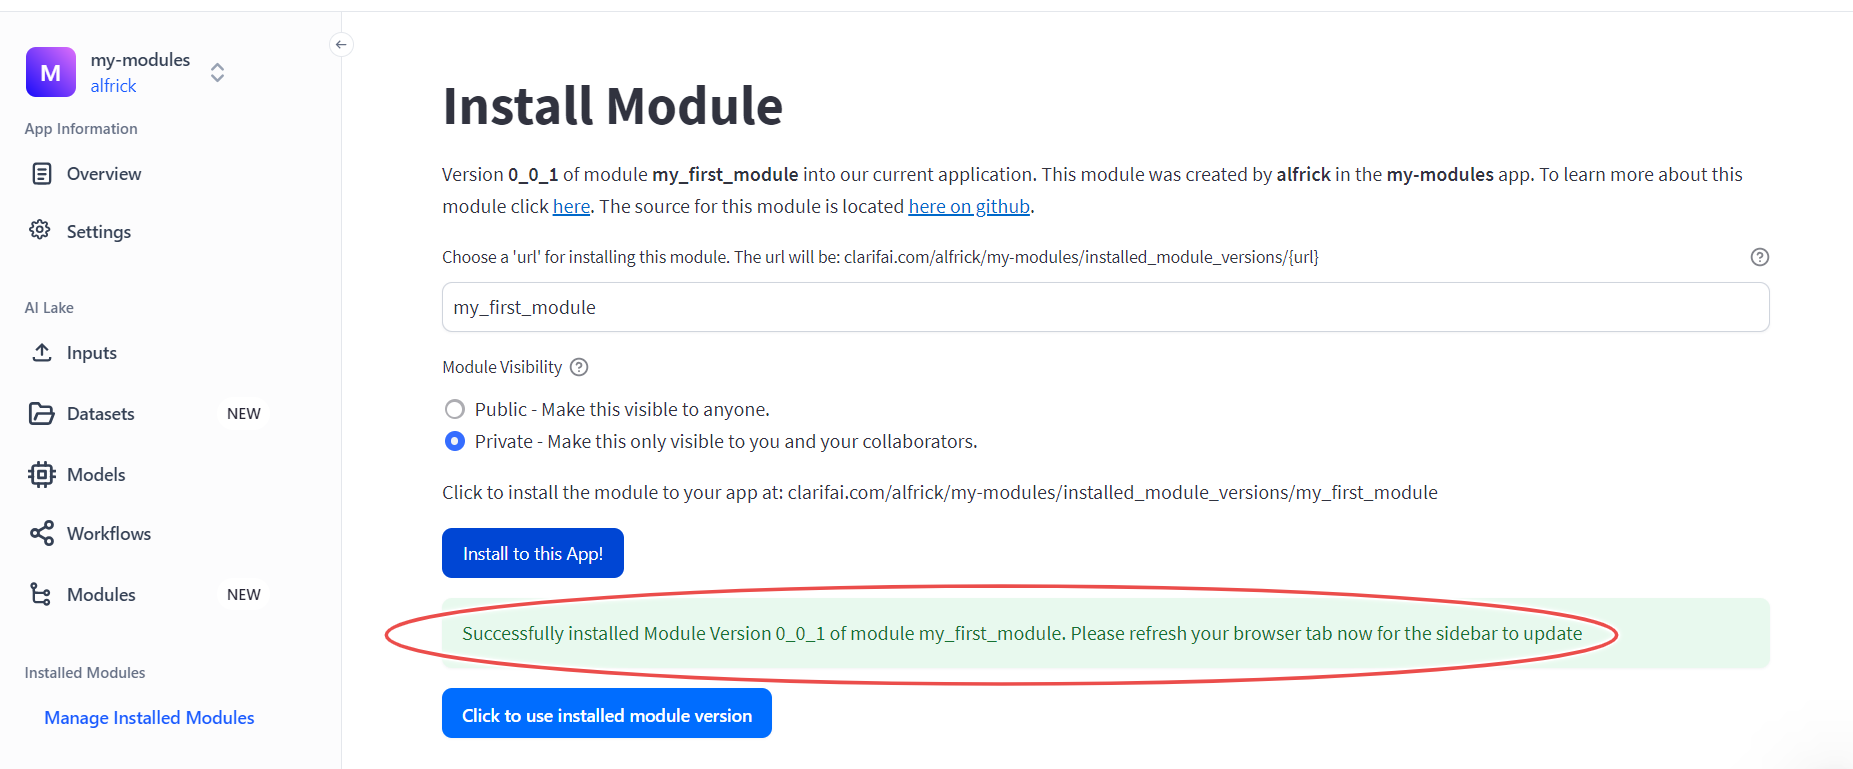 M
my-modules
alfrick
App Information
Overview
Settings
AI Lake
Inputs
Datasets NEW
Models
Workflows
Modules NEW
Installed Modules
Manage Installed Modules
Install Module
Version 0_0_1 of module my_first_module into our current application. This module was created by alfrick in the my-modules app. To learn more about this
module click here. The source for this module is located here on github.
Choose a 'url' for installing this module. The url will be: clarifai.com/alfrick/my-modules/installed_module_versions/{url}
my_first_module
Module Visibility
Public - Make this visible to anyone.
Private - Make this only visible to you and your collaborators.
Click to install the module to your app at: clarifai.com/alfrick/my-modules/installed_module_versions/my_first_module
Install to this App!
Successfully installed Module Version 0_0_1 of module my_first_module. Please refresh your browser tab now for the sidebar to update
Click to use installed module version